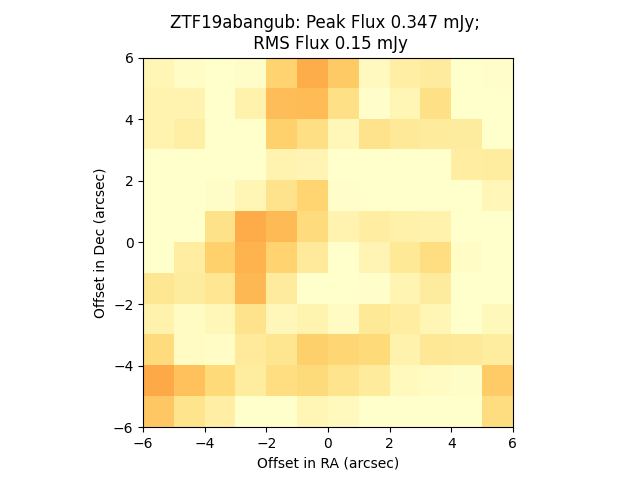 ZTF19abangub: Peak Flux 0.347 mJy;
RMS Flux 0.15 mJy
6
4
2
0
−2
−4
−6
Offset in Dec (arcsec)
−6 −4 −2 0 2 4 6
Offset in RA (arcsec)